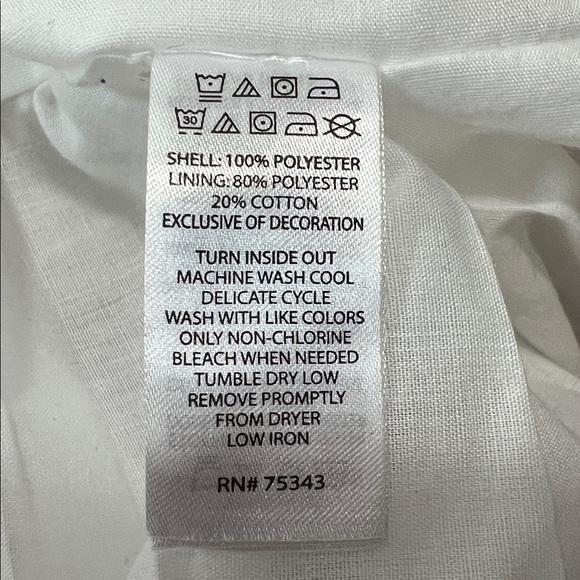 30
SHELL: 100% POLYESTER
LINING: 80% POLYESTER
20% COTTON
EXCLUSIVE OF DECORATION
TURN INSIDE OUT
MACHINE WASH COOL
DELICATE CYCLE
WASH WITH LIKE COLORS
ONLY NON-CHLORINE
BLEACH WHEN NEEDED
TUMBLE DRY LOW
REMOVE PROMPTLY
FROM DRYER
LOW IRON
RN# 75343